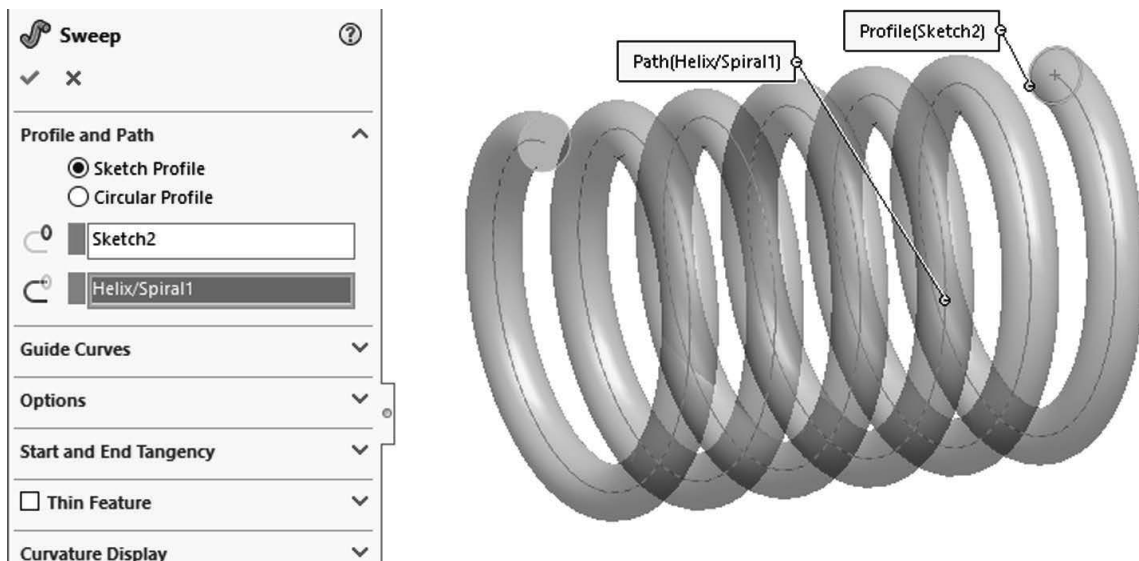 Sweep
Profile and Path
Sketch Profile
Circular Profile
Sketch2
Helix/Spiral1
Guide Curves
Options
Start and End Tangency
Thin Feature
Curvature Display
Path(Helix/Spiral1)
Profile(Sketch2)